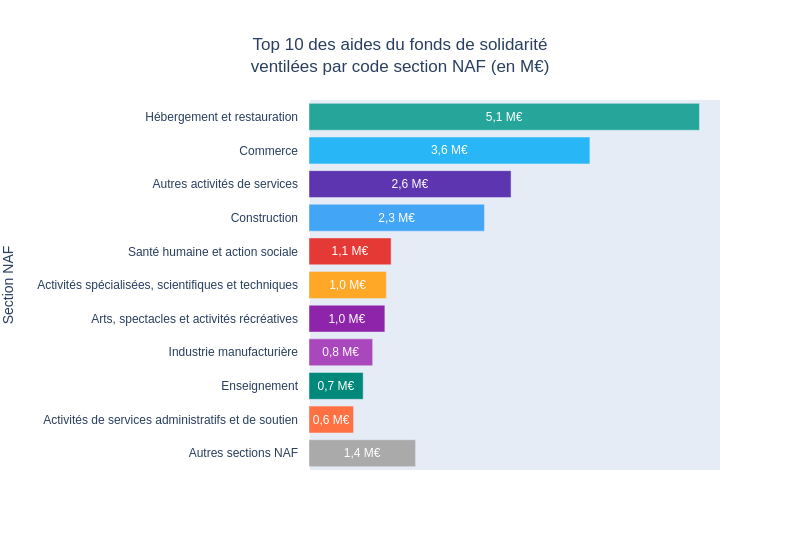 Top 10 des aides du fonds de solidarité
ventilées par code section NAF (en M€)
Section NAF
Hébergement et restauration 5,1 M€
Commerce 3,6 M€
Autres activités de services 2,6 M€
Construction 2,3 M€
Santé humaine et action sociale 1,1 M€
Activités spécialisées, scientifiques et techniques 1,0 M€
Arts, spectacles et activités récréatives 1,0 M€
Industrie manufacturière 0,8 M€
Enseignement 0,7 M€
Activités de services administratifs et de soutien 0,6 M€
Autres sections NAF 1,4 M€